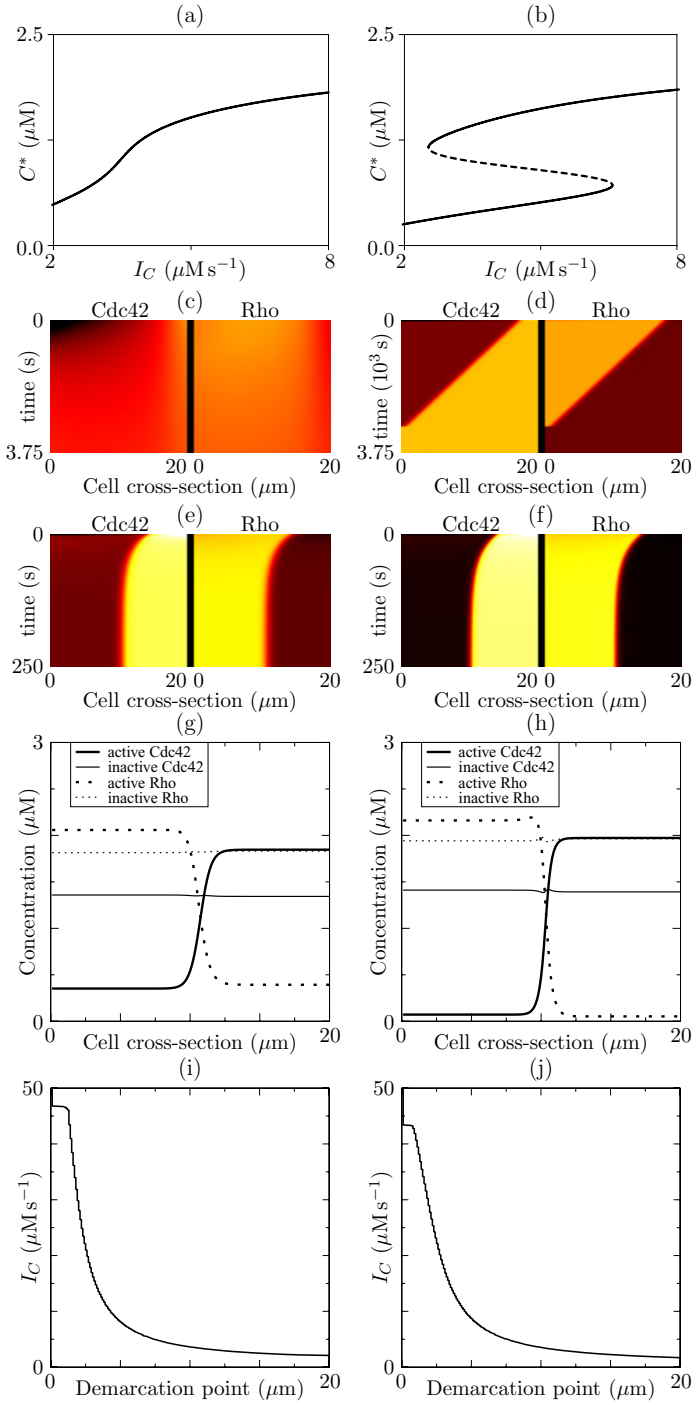 (a) (b)
2.5 2.5
C* (μM) C* (μM)
0.0 0.0
2 8 2 8
I_C (μM s⁻¹) I_C (μM s⁻¹)
(c) (d)
Cdc42 Rho Cdc42 Rho
0 0
time (s) time (10³ s)
3.75 3.75
0 20 0 20 0 20 0 20
Cell cross-section (μm) Cell cross-section (μm)
(e) (f)
Cdc42 Rho Cdc42 Rho
0 0
time (s) time (s)
250 250
0 20 0 20 0 20 0 20
Cell cross-section (μm) Cell cross-section (μm)
(g) (h)
3 3
active Cdc42 active Cdc42
inactive Cdc42 inactive Cdc42
active Rho active Rho
inactive Rho inactive Rho
Concentration (μM) Concentration (μM)
0 0
0 20 0 20
Cell cross-section (μm) Cell cross-section (μm)
(i) (j)
50 50
I_C (μM s⁻¹) I_C (μM s⁻¹)
0 0
0 20 0 20
Demarcation point (μm) Demarcation point (μm)